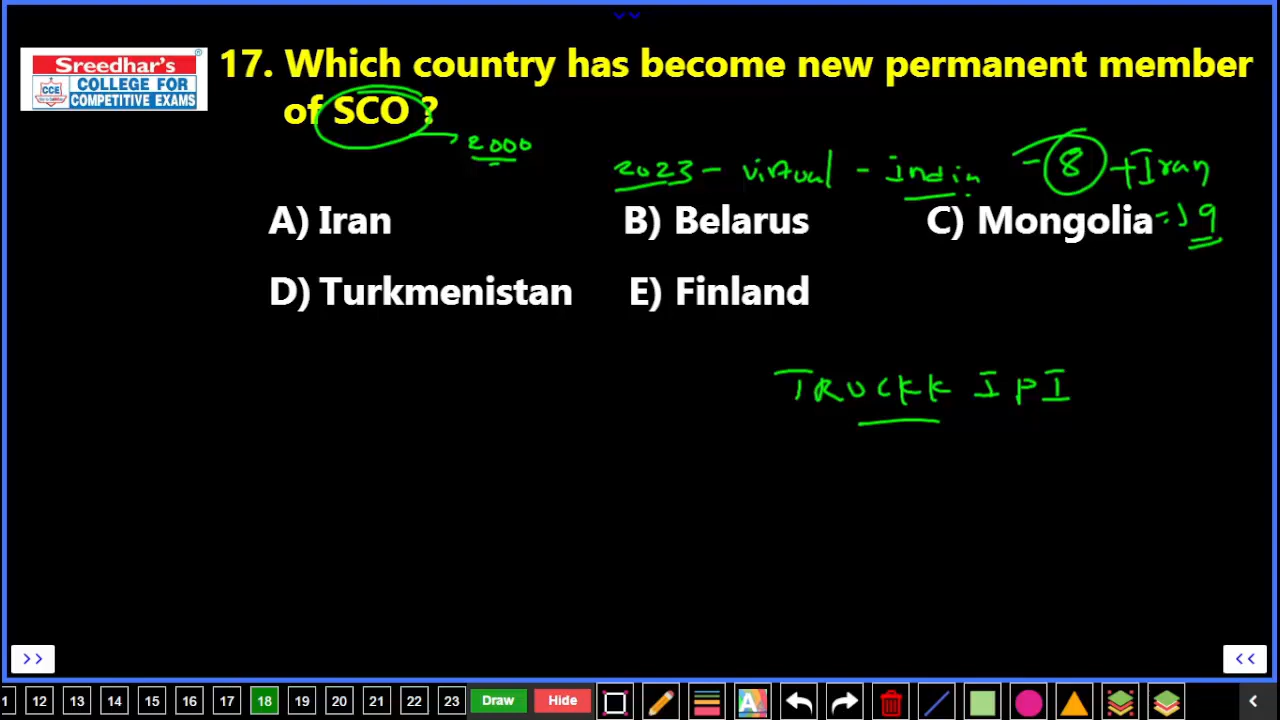 Sreedhar's
CCE
COLLEGE FOR
COMPETITIVE EXAMS
17. Which country has become new permanent member
of SCO ?
2000
2023 - virtual - India - 8 + Iran
A) Iran B) Belarus C) Mongolia = 9
D) Turkmenistan E) Finland
TRUCKK IPI
>> <<
1 12 13 14 15 16 17 18 19 20 21 22 23 Draw Hide A <